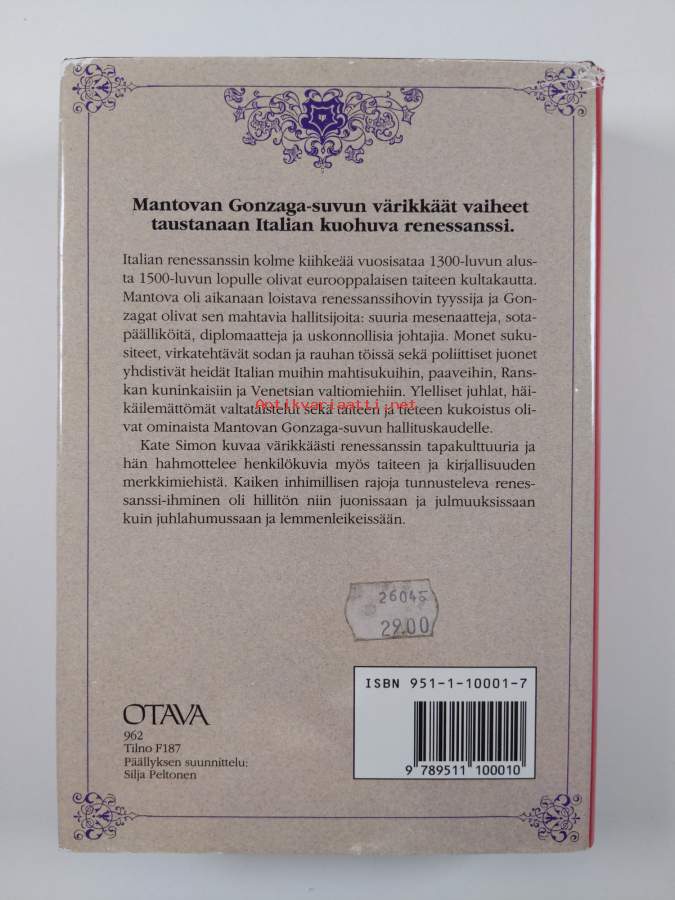 Mantovan Gonzaga-suvun värikkäät vaiheet
taustanaan Italian kuohuva renessanssi.
Italian renessanssin kolme kiihkeää vuosisataa 1300-luvun alus-
ta 1500-luvun lopulle olivat eurooppalaisen taiteen kultakautta.
Mantova oli aikanaan loistava renessanssihovin tyyssija ja Gon-
zagat olivat sen mahtavia hallitsijoita: suuria mesenaatteja, sota-
päälliköitä, diplomaatteja ja uskonnollisia johtajia. Monet suku-
siteet, virkatehtävät sodan ja rauhan töissä sekä poliittiset juonet
yhdistivät heidät Italian muihin mahtisukuihin, paaveihin, Rans-
kan kuninkaisiin ja Venetsian valtiomiehiin. Ylelliset juhlat, häi-
käilemättömät valtataistelut sekä taiteen ja tieteen kukoistus oli-
Antikvariaatti.net
vat ominaista Mantovan Gonzaga-suvun hallituskaudelle.
Kate Simon kuvaa värikkäästi renessanssin tapakulttuuria ja
hän hahmottelee henkilökuvia myös taiteen ja kirjallisuuden
merkkimiehistä. Kaiken inhimillisen rajoja tunnusteleva renes-
sanssi-ihminen oli hillitön niin juonissaan ja julmuuksissaan
kuin juhlahumussaan ja lemmenleikeissään.
26045
29.00
ISBN 951-1-10001-7
9 789511 100010
OTAVA
962
Tilno F187
Päällyksen suunnittelu:
Silja Peltonen